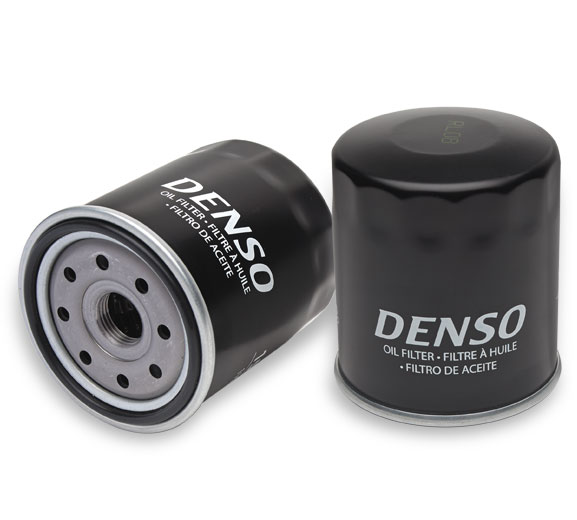 DENSO
OIL FILTER • FILTRE À HUILE
• FILTRO DE ACEITE
DENSO
OIL FILTER • FILTRE À HUILE
• FILTRO DE ACEITE